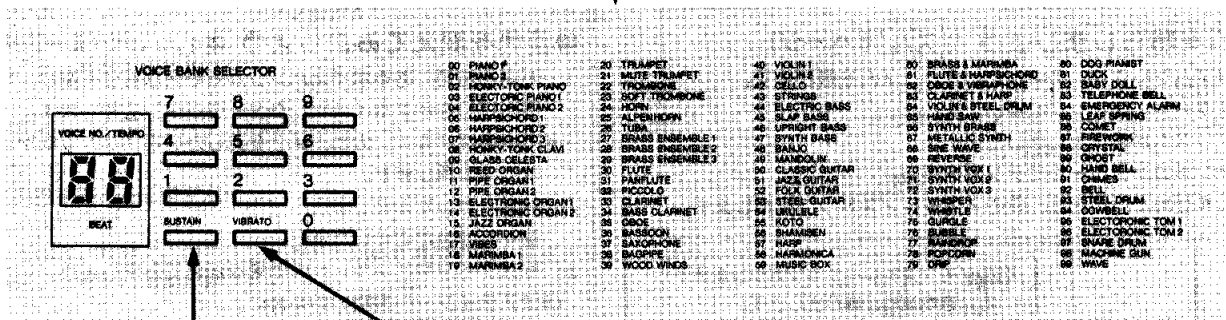 VOICE BANK SELECTOR
VOICE NO./TEMPO
88
BEAT
7 8 9
4 5 6
1 2 3
SUSTAIN VIBRATO 0
00 PIANO 1
01 PIANO 2
02 HONKY-TONK PIANO
03 ELECTORIC PIANO 1
04 ELECTORIC PIANO 2
05 HARPSICHORD 1
06 HARPSICHORD 2
07 HARPSICHORD 3
08 HONKY-TONK CLAVI
09 GLASS CELESTA
10 REED ORGAN
11 PIPE ORGAN 1
12 PIPE ORGAN 2
13 ELECTRONIC ORGAN 1
14 ELECTRONIC ORGAN 2
15 JAZZ ORGAN
16 ACCORDION
17 VIBES
18 MARIMBA 1
19 MARIMBA 2
20 TRUMPET
21 MUTE TRUMPET
22 TROMBONE
23 SOFT TROMBONE
24 HORN
25 ALPENHORN
26 TUBA
27 BRASS ENSEMBLE 1
28 BRASS ENSEMBLE 2
29 BRASS ENSEMBLE 3
30 FLUTE
31 PANFLUTE
32 PICCOLO
33 CLARINET
34 BASS CLARINET
35 OBOE
36 BASSOON
37 SAXOPHONE
38 BAGPIPE
39 WOOD WINDS
40 VIOLIN 1
41 VIOLIN 2
42 CELLO
43 STRINGS
44 ELECTRIC BASS
45 SLAP BASS
46 UPRIGHT BASS
47 SYNTH BASS
48 BANJO
49 MANDOLIN
50 CLASSIC GUITAR
51 JAZZ GUITAR
52 FOLK GUITAR
53 STEEL GUITAR
54 UKULELE
55 KOTO
56 SHAMISEN
57 HARP
58 HARMONICA
59 MUSIC BOX
60 BRASS & MARIMBA
61 FLUTE & HARPSICHORD
62 OBOE & VIBRAPHONE
63 CLARINET & HARP
64 VIOLIN & STEEL DRUM
65 HAND SAW
66 SYNTH BRASS
67 METALLIC SYNTH
68 SINE WAVE
69 REVERSE
70 SYNTH VOX 1
71 SYNTH VOX 2
72 SYNTH VOX 3
73 WHISPER
74 WHISTLE
75 GURGLE
76 BUBBLE
77 RAINDROP
78 POPCORN
79 DRIP
80 DOG PIANIST
81 DUCK
82 BABY DOLL
83 TELEPHONE BELL
84 EMERGENCY ALARM
85 LEAF SPRING
86 COMET
87 FIREWORK
88 CRYSTAL
89 GHOST
90 HAND BELL
91 CHIMES
92 BELL
93 STEEL DRUM
94 COWBELL
95 ELECTORONIC TOM 1
96 ELECTORONIC TOM 2
97 SNARE DRUM
98 MACHINE GUN
99 WAVE